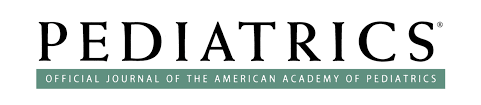 PEDIATRICS®
OFFICIAL JOURNAL OF THE AMERICAN ACADEMY OF PEDIATRICS